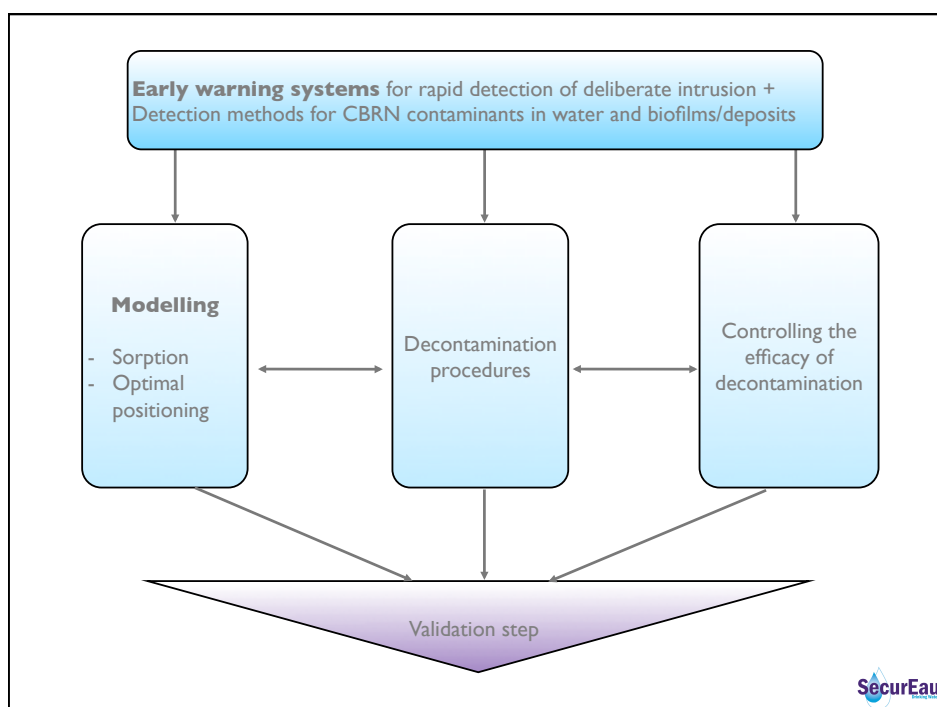 Early warning systems for rapid detection of deliberate intrusion +
Detection methods for CBRN contaminants in water and biofilms/deposits
Modelling
- Sorption
- Optimal
positioning
Decontamination
procedures
Controlling the
efficacy of
decontamination
Validation step
SecurEau